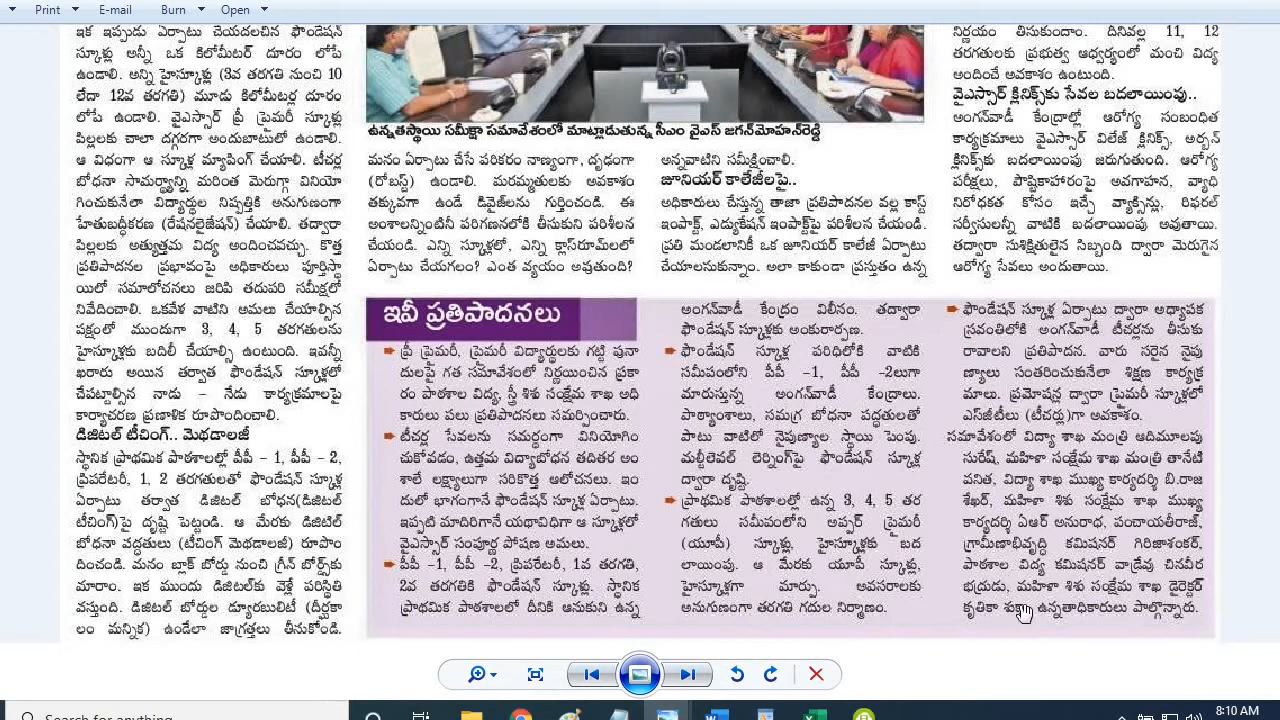 Print
E-mail
Burn
Open
ఇక ఇప్పుడు ఏర్పాటు చేయదలచిన ఫౌండేషన్
స్కూళ్లు అన్నీ ఒక కిలోమీటర్ దూరం లోపే
ఉండాలి. అన్ని హైస్కూళ్లు (3వ తరగతి నుంచి 10
లేదా 12వ తరగతి) మూడు కిలోమీటర్ల దూరం
లోపే ఉండాలి. వైఎస్సార్ ప్రీ ప్రైమరీ స్కూళ్లు
పిల్లలకు చాలా దగ్గరగా అందుబాటులో ఉండాలి.
ఆ విధంగా ఆ స్కూళ్ల మ్యాపింగ్ చేయాలి. టీచర్ల
బోధనా సామర్థ్యాన్ని మరింత మెరుగ్గా వినియో
గించుకునేలా విద్యార్థుల నిష్పత్తికి అనుగుణంగా
హేతుబద్ధీకరణ (రేషనలైజేషన్) చేయాలి. తద్వారా
పిల్లలకు అత్యుత్తమ విద్య అందించవచ్చు. కొత్త
ప్రతిపాదనల ప్రభావంపై అధికారులు పూర్తిస్థా
యిలో సమాలోచనలు జరిపి తదుపరి సమీక్షలో
నివేదించాలి. ఒకవేళ వాటిని అమలు చేయాల్సిన
పక్షంలో ముందుగా 3, 4, 5 తరగతులను
హైస్కూళ్లకు బదిలీ చేయాల్సి ఉంటుంది. ఇవన్నీ
ఖరారు అయిన తర్వాత ఫౌండేషన్ స్కూళ్లలో
చేపట్టాల్సిన నాడు – నేడు కార్యక్రమాలపై
కార్యాచరణ ప్రణాళిక రూపొందించాలి.
డిజిటల్ టీచింగ్.. మెథడాలజీ
స్థానిక ప్రాథమిక పాఠశాలల్లో పీపీ – 1, పీపీ – 2,
ప్రిపరేటరీ, 1, 2 తరగతులతో ఫౌండేషన్ స్కూళ్ల
ఏర్పాటు తర్వాత డిజిటల్ బోధన(డిజిటల్
టీచింగ్)పై దృష్టి పెట్టండి. ఆ మేరకు డిజిటల్
బోధనా పద్ధతులు (టీచింగ్ మెథడాలజీ) రూపొం
దించండి. మనం బ్లాక్ బోర్డు నుంచి గ్రీన్ బోర్డ్స్‌కు
మారాం. ఇక ముందు డిజిటల్‌కు వెళ్లే పరిస్థితి
వస్తుంది. డిజిటల్ బోర్డుల డ్యూరబులిటీ (దీర్ఘకా
లం మన్నిక) ఉండేలా జాగ్రత్తలు తీసుకోండి.
ఉన్నతస్థాయి సమీక్షా సమావేశంలో మాట్లాడుతున్న సీఎం వైఎస్ జగన్‌మోహన్‌రెడ్డి
మనం ఏర్పాటు చేసే పరికరం నాణ్యంగా, దృఢంగా
(రోబస్ట్) ఉండాలి. మరమ్మతులకు అవకాశం
తక్కువగా ఉండే డివైజ్‌లను గుర్తించండి. ఈ
అంశాలన్నింటినీ పరిగణనలోకి తీసుకుని పరిశీలన
చేయండి. ఎన్ని స్కూళ్లలో, ఎన్ని క్లాస్‌రూమ్‌లలో
ఏర్పాటు చేయగలం? ఎంత వ్యయం అవుతుంది?
అన్నవాటిని సమీక్షించాలి.
జూనియర్ కాలేజీలపై..
అధికారులు చేస్తున్న తాజా ప్రతిపాదనల వల్ల కాస్ట్
ఇంపాక్ట్, ఎడ్యుకేషన్ ఇంపాక్ట్‌పై పరిశీలన చేయండి.
ప్రతి మండలానికీ ఒక జూనియర్ కాలేజీ ఏర్పాటు
చేయాలనుకున్నాం. అలా కాకుండా ప్రస్తుతం ఉన్న
నిర్ణయం తీసుకుందాం. దీనివల్ల 11, 12
తరగతులకు ప్రభుత్వ ఆధ్వర్యంలో మంచి విద్య
అందించే అవకాశం ఉంటుంది.
వైఎస్సార్ క్లినిక్స్‌కు సేవల బదలాయింపు..
అంగన్‌వాడీ కేంద్రాల్లో ఆరోగ్య సంబంధిత
కార్యక్రమాలు వైఎస్సార్ విలేజ్ క్లినిక్స్, అర్బన్
క్లినిక్స్‌కు బదలాయింపు జరుగుతుంది. ఆరోగ్య
పరీక్షలు, పౌష్టికాహారంపై అవగాహన, వ్యాధి
నిరోధకత కోసం ఇచ్చే వ్యాక్సిన్లు, రిఫరల్
సర్వీసులన్నీ వాటికి బదలాయింపు అవుతాయి.
తద్వారా సుశిక్షితులైన సిబ్బంది ద్వారా మెరుగైన
ఆరోగ్య సేవలు అందుతాయి.
ఇవీ ప్రతిపాదనలు
ప్రీ ప్రైమరీ, ప్రైమరీ విద్యార్థులకు గట్టి పునా
దులపై గత సమావేశంలో నిర్ణయించిన ప్రకా
రం పాఠశాల విద్య, స్త్రీ శిశు సంక్షేమ శాఖ అధి
కారులు పలు ప్రతిపాదనలు సమర్పించారు.
టీచర్ల సేవలను సమర్థంగా వినియోగిం
చుకోవడం, ఉత్తమ విద్యాబోధన తదితర అం
శాలే లక్ష్యాలుగా సరికొత్త ఆలోచనలు. ఇం
దులో భాగంగానే ఫౌండేషన్ స్కూళ్ల ఏర్పాటు.
ఇప్పటి మాదిరిగానే యథావిధిగా ఆ స్కూళ్లలో
వైఎస్సార్ సంపూర్ణ పోషణ అమలు.
పీపీ –1, పీపీ –2, ప్రిపరేటరీ, 1వ తరగతి,
2వ తరగతికి ఫౌండేషన్ స్కూళ్లు. స్థానిక
ప్రాథమిక పాఠశాలలో దీనికి ఆనుకుని ఉన్న
అంగన్‌వాడీ కేంద్రం విలీనం. తద్వారా
ఫౌండేషన్ స్కూళ్లకు అంకురార్పణ.
ఫౌండేషన్ స్కూళ్ల పరిధిలోకి వాటికి
సమీపంలోని పీపీ –1, పీపీ –2లుగా
మారుస్తున్న అంగన్‌వాడీ కేంద్రాలు.
పాఠ్యాంశాలు, సమగ్ర బోధనా పద్ధతులతో
పాటు వాటిలో నైపుణ్యాల స్థాయి పెంపు.
మల్టీలెవల్ లెర్నింగ్‌పై ఫౌండేషన్ స్కూళ్ల
ద్వారా దృష్టి.
ప్రాథమిక పాఠశాలల్లో ఉన్న 3, 4, 5 తర
గతులు సమీపంలోని అప్పర్ ప్రైమరీ
(యూపీ) స్కూళ్లు, హైస్కూళ్లకు బద
లాయింపు. ఆ మేరకు యూపీ స్కూళ్లు,
హైస్కూళ్లగా మార్పు. అవసరాలకు
అనుగుణంగా తరగతి గదుల నిర్మాణం.
ఫౌండేషన్ స్కూళ్ల ఏర్పాటు ద్వారా అధ్యాపక
స్రవంతిలోకి అంగన్‌వాడీ టీచర్లను తీసుకు
రావాలని ప్రతిపాదన. వారు సరైన నైపు
ణ్యాలు సంతరించుకునేలా శిక్షణ కార్యక్ర
మాలు. ప్రమోషన్ల ద్వారా ప్రైమరీ స్కూళ్లలో
ఎస్‌జీటీలు (టీచర్లు)గా అవకాశం.
సమావేశంలో విద్యా శాఖ మంత్రి ఆదిమూలపు
సురేష్, మహిళా సంక్షేమ శాఖ మంత్రి తానేటి
వనిత, విద్యా శాఖ ముఖ్య కార్యదర్శి బి.రాజ
శేఖర్, మహిళా శిశు సంక్షేమ శాఖ ముఖ్య
కార్యదర్శి ఏఆర్ అనురాధ, పంచాయతీరాజ్,
గ్రామీణాభివృద్ధి కమిషనర్ గిరిజాశంకర్,
పాఠశాల విద్య కమిషనర్ వాడ్రేవు చినవీర
భద్రుడు, మహిళా శిశు సంక్షేమ శాఖ డైరెక్టర్
కృతికా శుక్లా ఉన్నతాధికారులు పాల్గొన్నారు.
8:10 AM